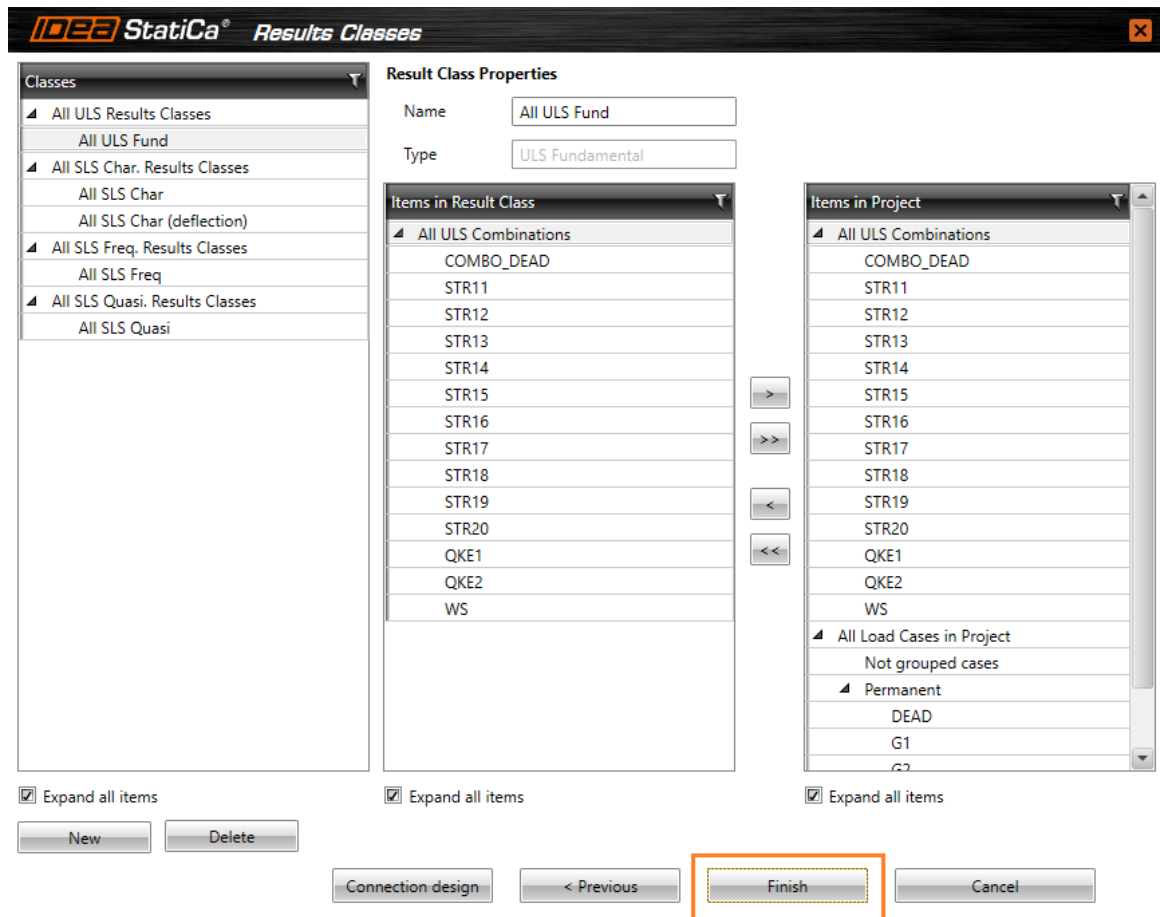 IDEA StatiCa® Results Classes
Classes
All ULS Results Classes
All ULS Fund
All SLS Char. Results Classes
All SLS Char
All SLS Char (deflection)
All SLS Freq. Results Classes
All SLS Freq
All SLS Quasi. Results Classes
All SLS Quasi
Expand all items
New
Delete
Result Class Properties
Name
All ULS Fund
Type
ULS Fundamental
Items in Result Class
All ULS Combinations
COMBO_DEAD
STR11
STR12
STR13
STR14
STR15
STR16
STR17
STR18
STR19
STR20
QKE1
QKE2
WS
Expand all items
>
>>
<
<<
Items in Project
All ULS Combinations
COMBO_DEAD
STR11
STR12
STR13
STR14
STR15
STR16
STR17
STR18
STR19
STR20
QKE1
QKE2
WS
All Load Cases in Project
Not grouped cases
Permanent
DEAD
G1
G2
Expand all items
Connection design
< Previous
Finish
Cancel